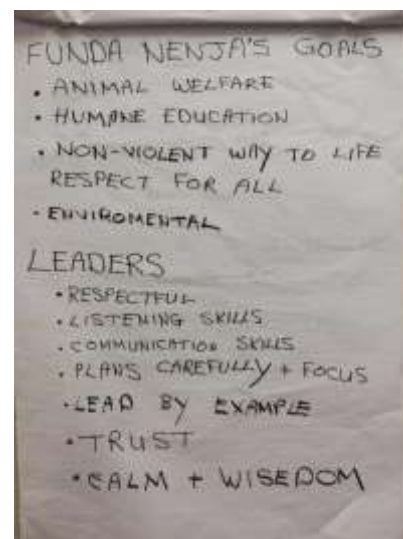 FUNDA NENJA'S GOALS
• ANIMAL WELFARE
• HUMANE EDUCATION
• NON-VIOLENT WAY TO LIFE
RESPECT FOR ALL
• ENVIROMENTAL
LEADERS
• RESPECTFUL
• LISTENING SKILLS
• COMMUNICATION SKILLS
• PLANS CAREFULLY + FOCUS
• LEAD BY EXAMPLE
• TRUST
• CALM + WISEDOM